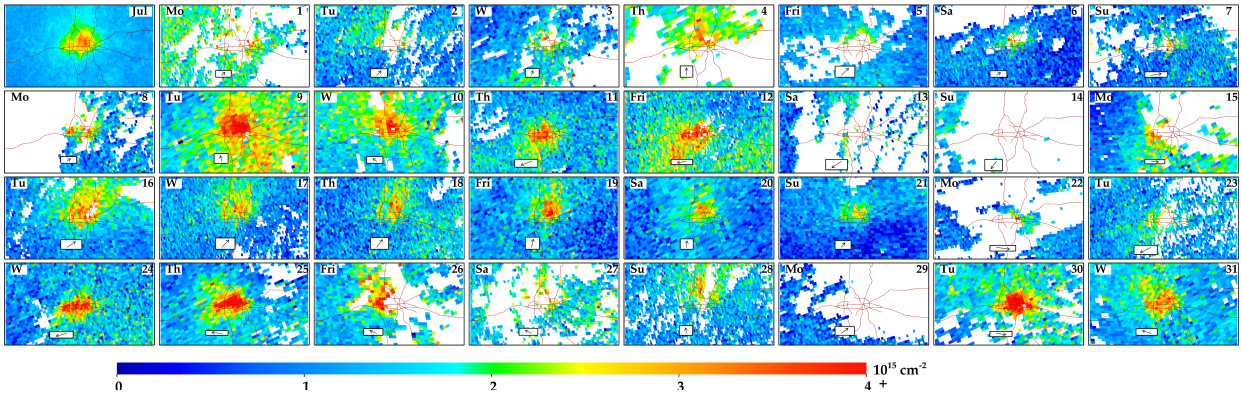 Jul Mo 1 Tu 2 W 3 Th 4 Fri 5 Sa 6 Su 7
Mo 8 Tu 9 W 10 Th 11 Fri 12 Sa 13 Su 14 Mo 15
Tu 16 W 17 Th 18 Fri 19 Sa 20 Su 21 Mo 22 Tu 23
W 24 Th 25 Fri 26 Sa 27 Su 28 Mo 29 Tu 30 W 31
10¹⁵ cm⁻²
0 1 2 3 4 +